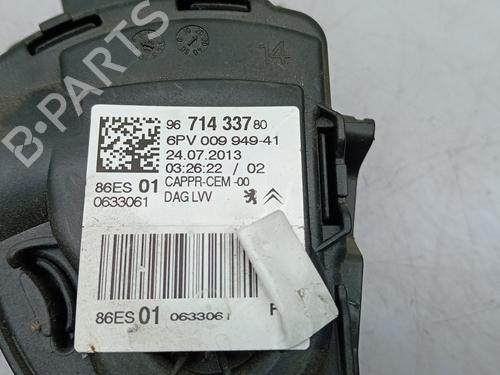 14
96 714 337 80
6PV 009 949-41
24.07.2013
03:26:22 / 02
86ES 01 CAPPR-CEM -00
0633061 DAG LVV
86ES 01 0633061
B-PARTS